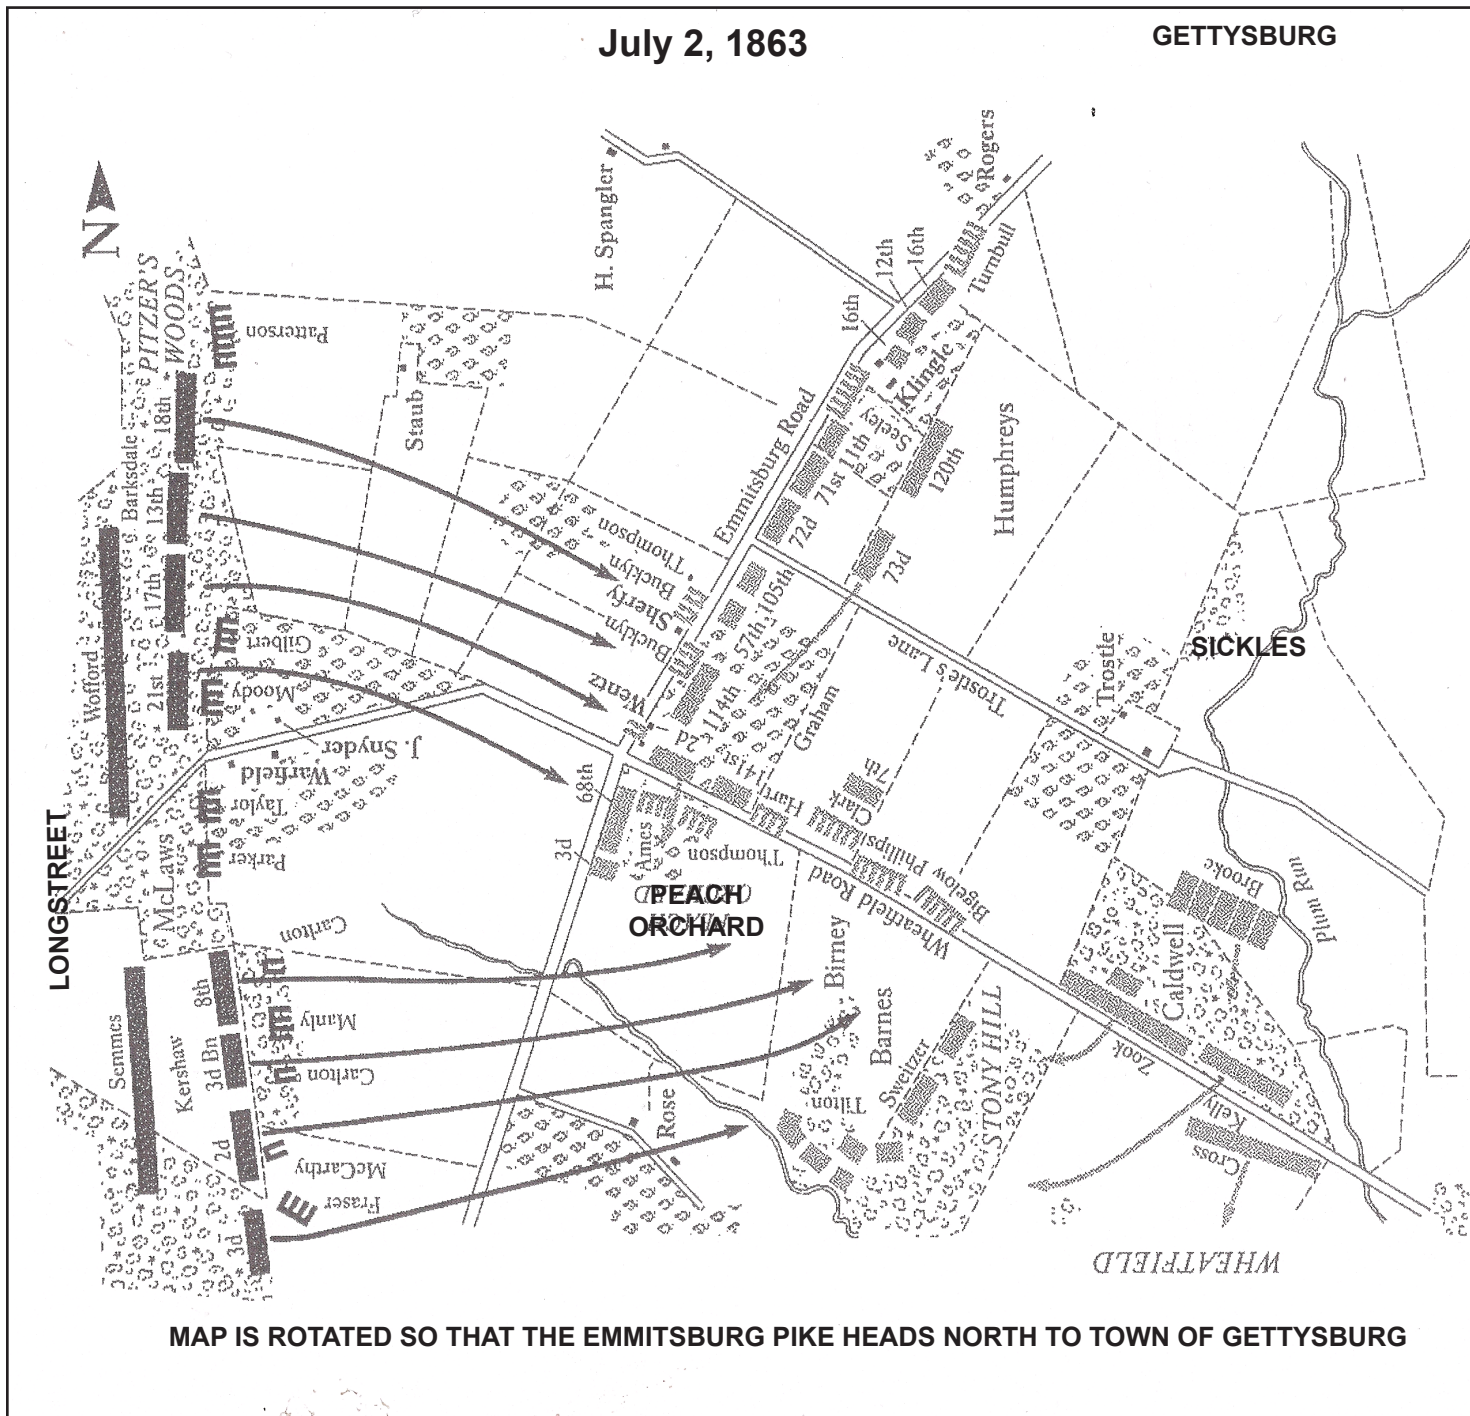 July 2, 1863
GETTYSBURG
N
PITZER'S
WOODS
Patterson
H. Spangler
Rogers
Turnbull
12th
16th
16th
Klingle
Seeley
Staub
Emmitsburg Road
11th
71st
72d
120th
Humphreys
73d
Barksdale
18th
13th
17th
21st
Wofford
Gilbert
Moody
J. Snyder
Warfield
Taylor
Parker
McLaws
LONGSTREET
Thompson
Bucklyn
Sherfy
Bucklyn
Wentz
105th
57th
114th
2d
141st
Graham
68th
3d
Ames
Thompson
Hart
Clark
7th
Phillips
Bigelow
Trostle's Lane
Trostle
SICKLES
PEACH
ORCHARD
PEACH
ORCHARD
Wheatfield Road
Birney
Barnes
Tilton
Sweitzer
STONY HILL
Brooke
Caldwell
Plum Run
Zook
Kelly
Cross
WHEATFIELD
Semmes
Kershaw
8th
3d Bn
2d
3d
Carlton
Manly
Carlton
McCarthy
Fraser
Rose
MAP IS ROTATED SO THAT THE EMMITSBURG PIKE HEADS NORTH TO TOWN OF GETTYSBURG